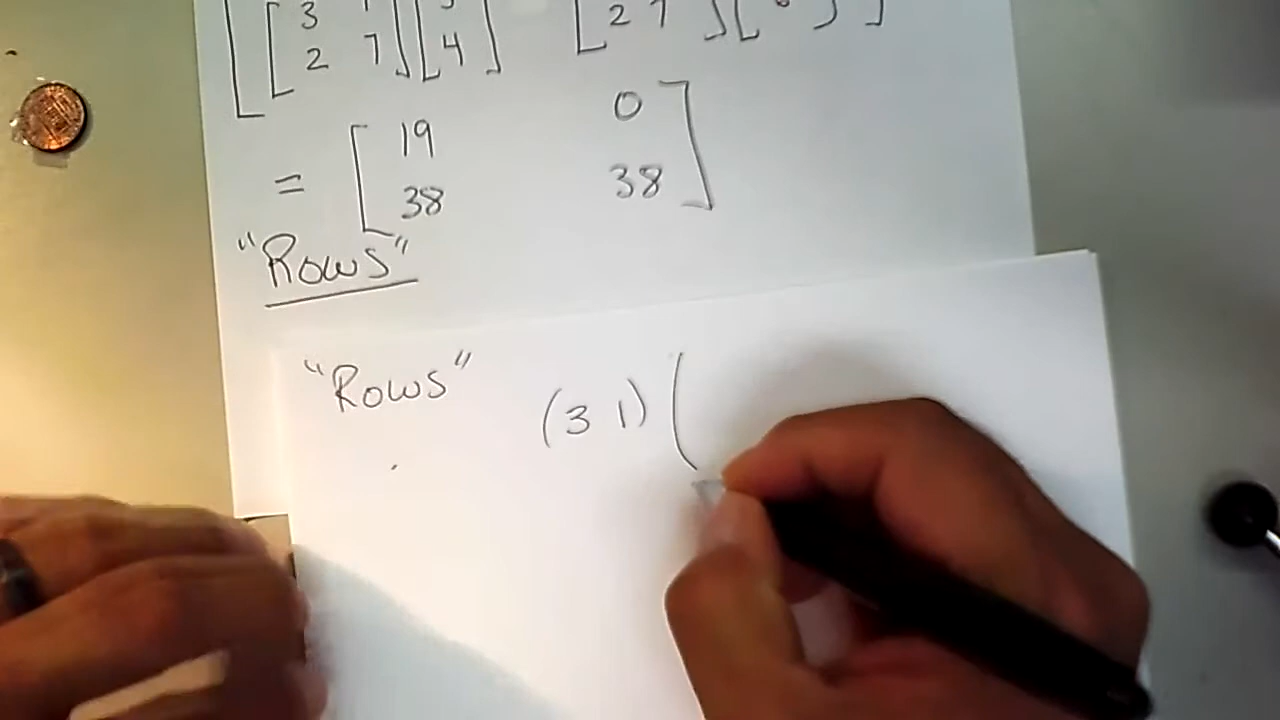 [ [ 3 
2 7 ] [ 4 ] [ 2 7 ] [ ] ]
= [ 19 0
38 38 ]
"Rows"
"Rows" (3 1) (